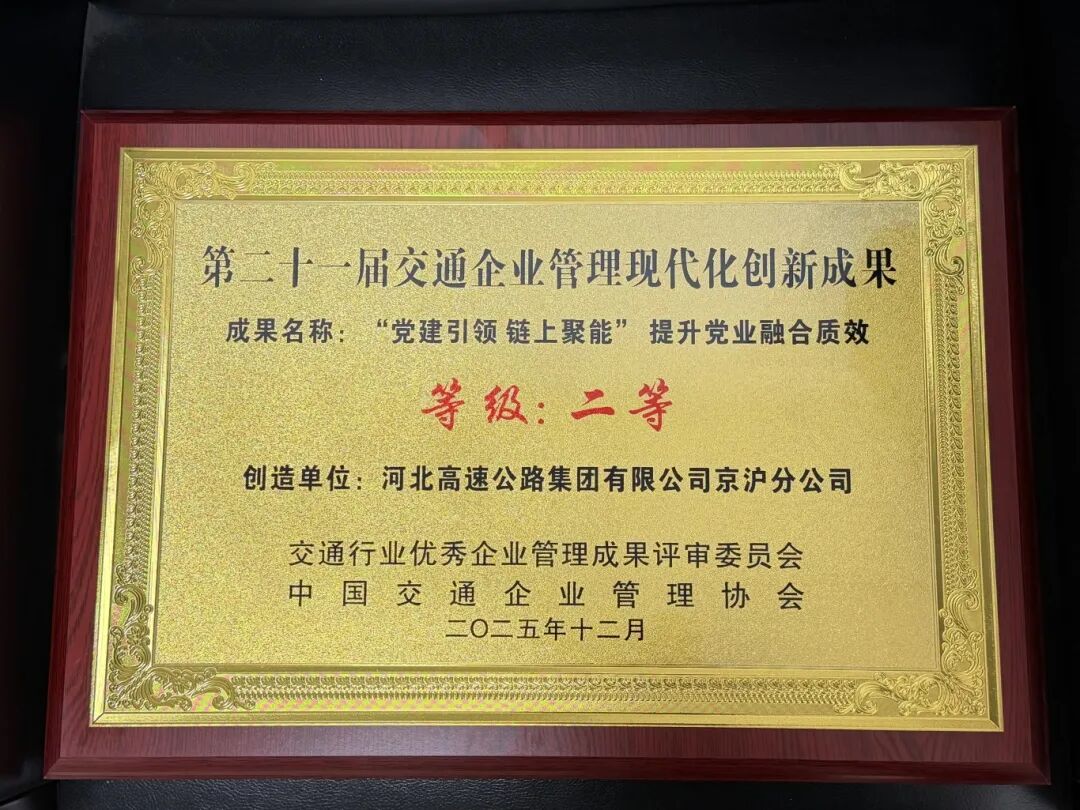 第二十一届交通企业管理现代化创新成果
成果名称：“党建引领 链上聚能” 提升党业融合质效
等级：二等
创造单位：河北高速公路集团有限公司京沪分公司
交通行业优秀企业管理成果评审委员会
中国交通企业管理协会
二〇二五年十二月